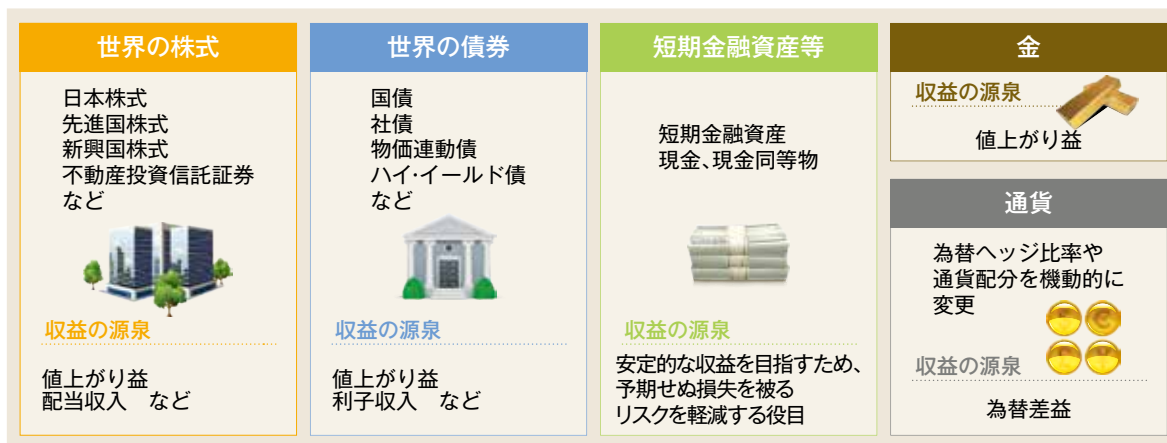 世界の株式
日本株式
先進国株式
新興国株式
不動産投資信託証券
など
収益の源泉
値上がり益
配当収入　など
世界の債券
国債
社債
物価連動債
ハイ・イールド債
など
収益の源泉
値上がり益
利子収入　など
短期金融資産等
短期金融資産
現金、現金同等物
収益の源泉
安定的な収益を目指すため、
予期せぬ損失を被る
リスクを軽減する役目
金
収益の源泉
値上がり益
通貨
為替ヘッジ比率や
通貨配分を機動的に
変更
収益の源泉
為替差益